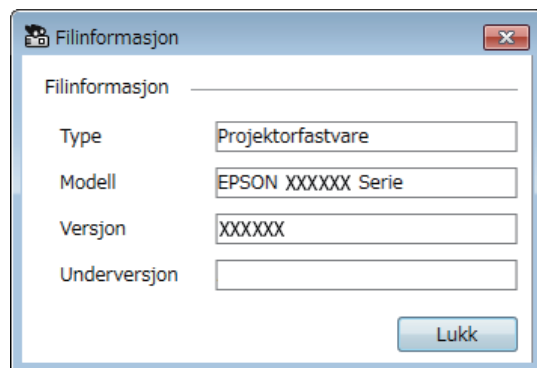 Filinformasjon
Filinformasjon
Type Projektorfastvare
Modell EPSON XXXXXX Serie
Versjon XXXXXX
Underversjon
Lukk